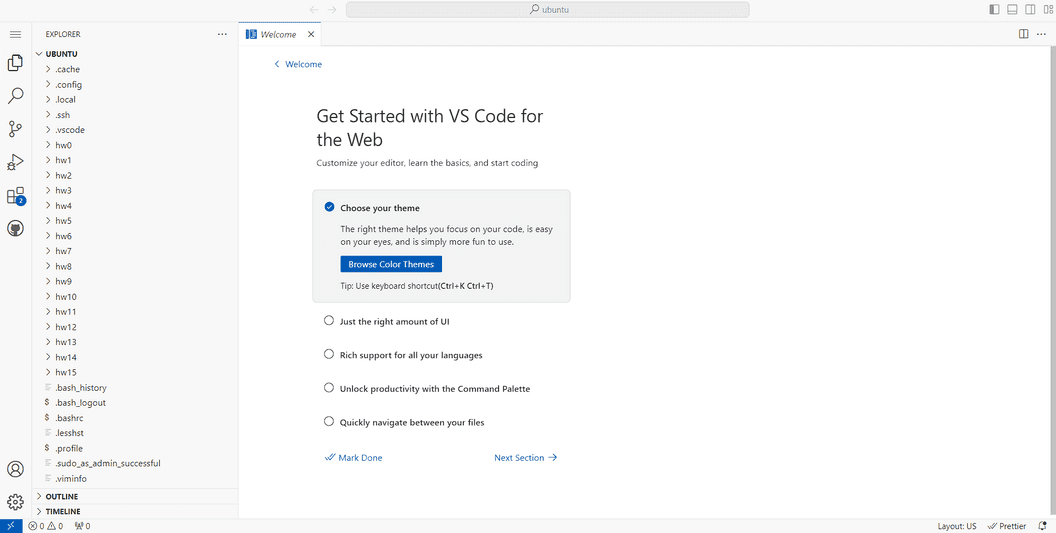 ubuntu
EXPLORER
UBUNTU
.cache
.config
.local
.ssh
.vscode
hw0
hw1
hw2
hw3
hw4
hw5
hw6
hw7
hw8
hw9
hw10
hw11
hw12
hw13
hw14
hw15
.bash_history
$ .bash_logout
$ .bashrc
.lesshst
$ .profile
.sudo_as_admin_successful
.viminfo
OUTLINE
TIMELINE
2
Welcome
Welcome
Get Started with VS Code for
the Web
Customize your editor, learn the basics, and start coding
Choose your theme
The right theme helps you focus on your code, is easy
on your eyes, and is simply more fun to use.
Browse Color Themes
Tip: Use keyboard shortcut(Ctrl+K Ctrl+T)
Just the right amount of UI
Rich support for all your languages
Unlock productivity with the Command Palette
Quickly navigate between your files
Mark Done Next Section
0 0 0 Layout: US Prettier